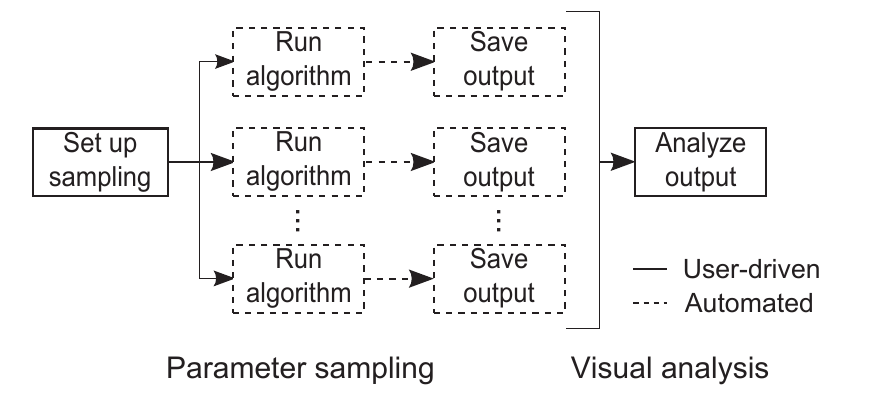 Run
algorithm
Save
output
Set up
sampling
Run
algorithm
Save
output
Analyze
output
Run
algorithm
Save
output
User-driven
Automated
Parameter sampling
Visual analysis